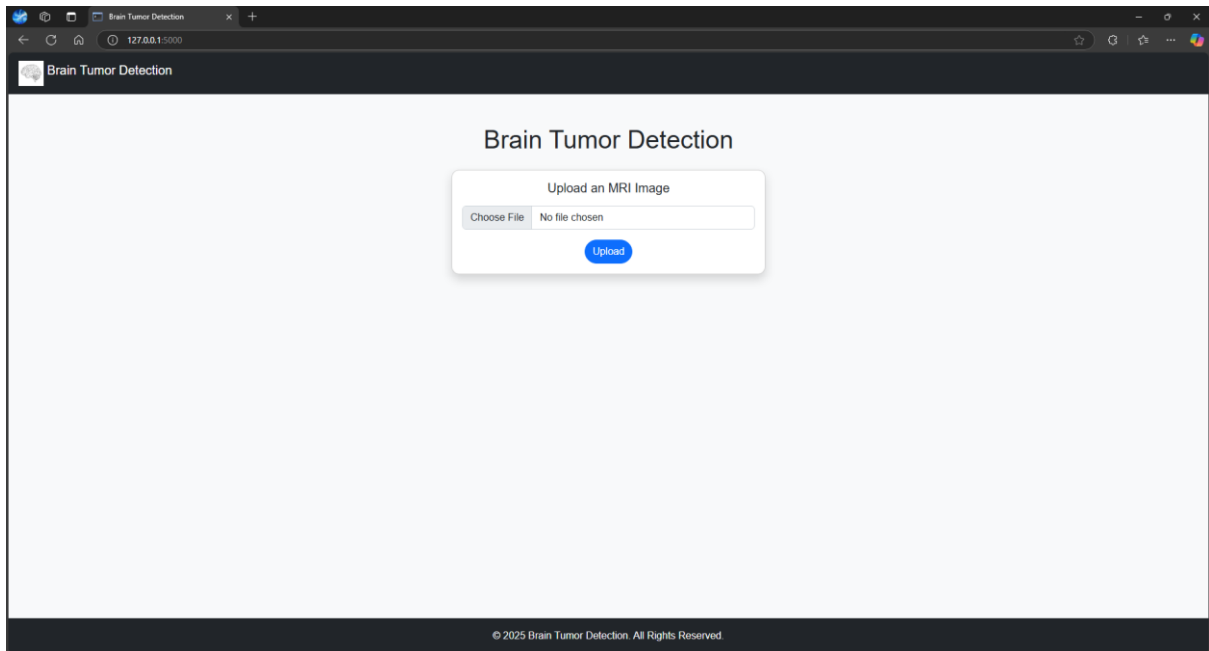 Brain Tumor Detection
127.0.0.1:5000
Brain Tumor Detection
Brain Tumor Detection
Upload an MRI Image
Choose File No file chosen
Upload
© 2025 Brain Tumor Detection. All Rights Reserved.